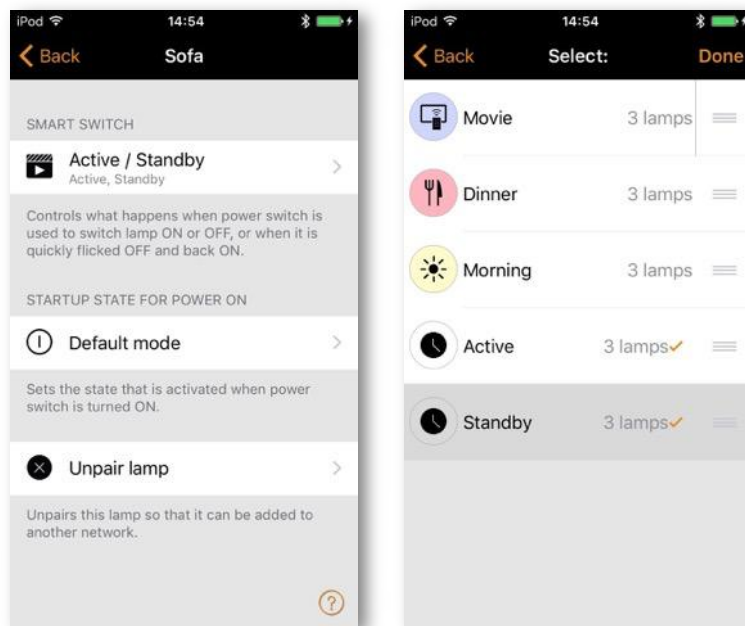 iPod 14:54
Back Sofa
SMART SWITCH
Active / Standby
Active, Standby
Controls what happens when power switch is
used to switch lamp ON or OFF, or when it is
quickly flicked OFF and back ON.
STARTUP STATE FOR POWER ON
Default mode
Sets the state that is activated when power
switch is turned ON.
Unpair lamp
Unpairs this lamp so that it can be added to
another network.
?
iPod 14:54
Back Select: Done
Movie 3 lamps
Dinner 3 lamps
Morning 3 lamps
Active 3 lamps
Standby 3 lamps